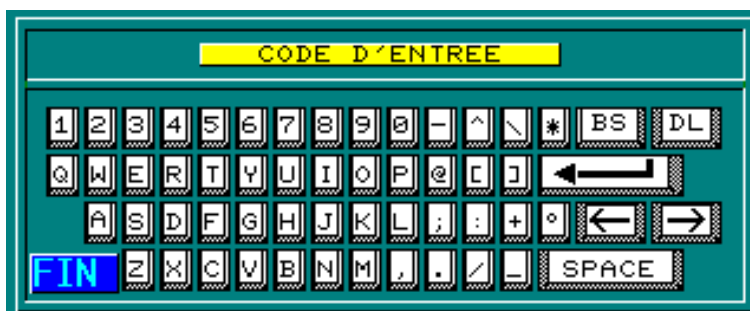 CODE D'ENTREE
1 2 3 4 5 6 7 8 9 0 - ^ \ * BS DL
Q W E R T Y U I O P @ [ ]
A S D F G H J K L ; : + °
FIN Z X C V B N M , . / _ SPACE